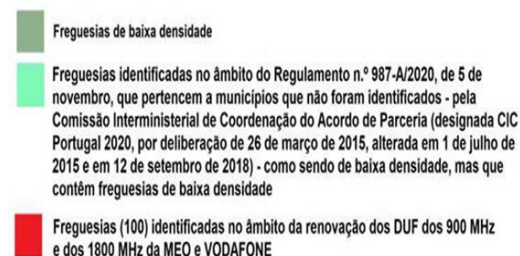 Freguesias de baixa densidade
Freguesias identificadas no âmbito do Regulamento n.º 987-A/2020, de 5 de
novembro, que pertencem a municípios que não foram identificados - pela
Comissão Interministerial de Coordenação do Acordo de Parceria (designada CIC
Portugal 2020, por deliberação de 26 de março de 2015, alterada em 1 de julho de
2015 e em 12 de setembro de 2018) - como sendo de baixa densidade, mas que
contêm freguesias de baixa densidade
Freguesias (100) identificadas no âmbito da renovação dos DUF dos 900 MHz
e dos 1800 MHz da MEO e VODAFONE